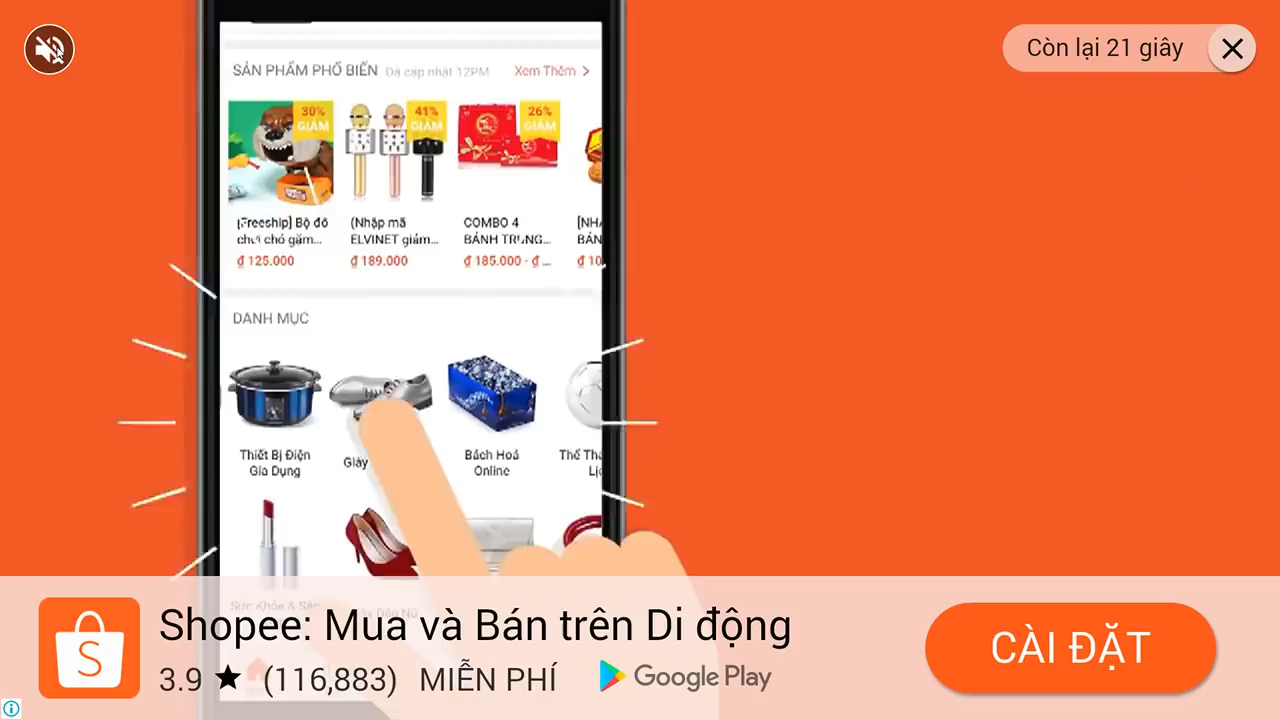 Còn lại 21 giây
SẢN PHẨM PHỔ BIẾN Đã cập nhật 12PM Xem Thêm
30% GIẢM
41% GIẢM
26% GIẢM
[Freeship] Bộ đồ chơi chó gặm...
₫ 125.000
(Nhập mã ELVINET giảm...
₫ 189.000
COMBO 4 BÁNH TRUNG...
₫ 185.000 - ₫ ...
DANH MỤC
Thiết Bị Điện Gia Dụng
Giày
Bách Hoá Online
Thể Tha
Shopee: Mua và Bán trên Di động
3.9 ★ (116,883) MIỄN PHÍ Google Play
CÀI ĐẶT